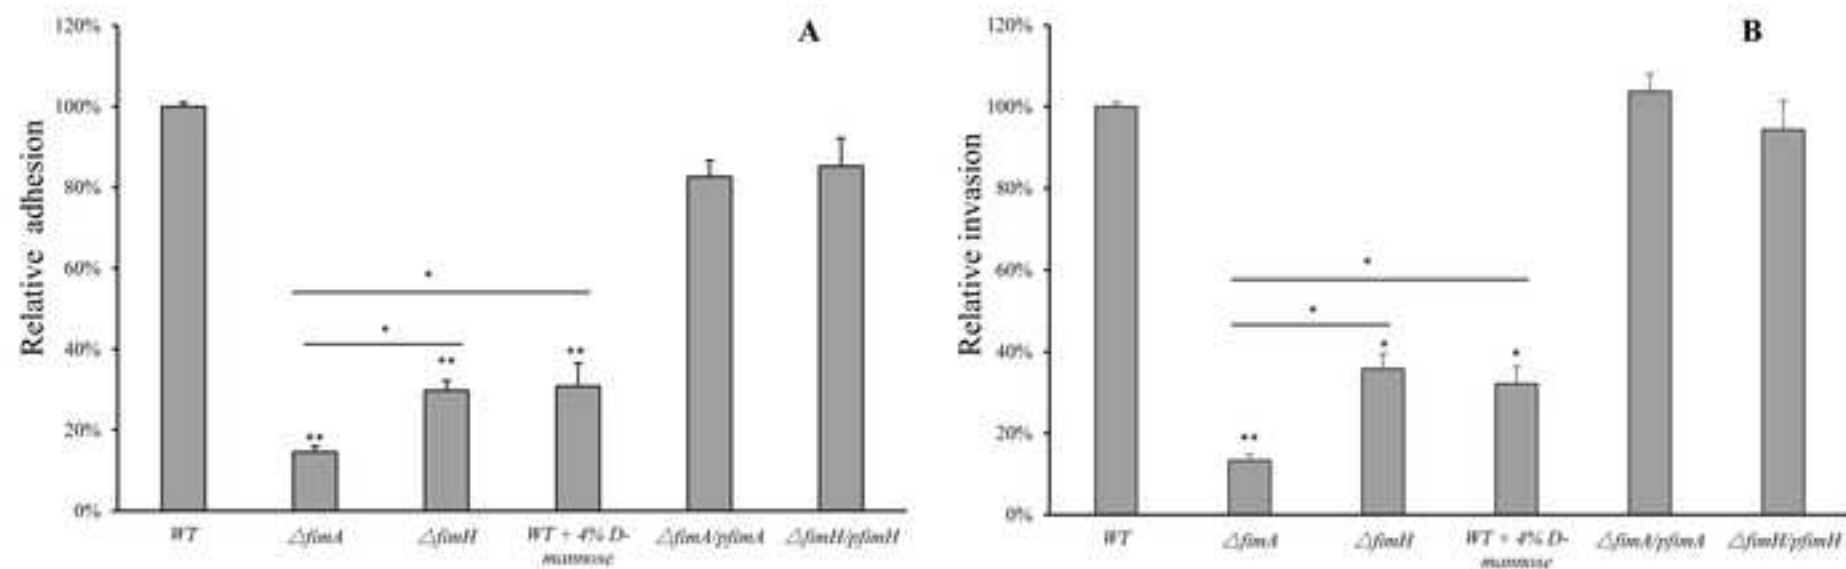 A
Relative adhesion
120%
100%
80%
60%
40%
20%
0%
*
*
**
**
**
WT
△fimA
△fimH
WT + 4% D-
mannose
△fimA/pfimA
△fimH/pfimH
B
Relative invasion
120%
100%
80%
60%
40%
20%
0%
*
*
**
*
*
WT
△fimA
△fimH
WT + 4% D-
mannose
△fimA/pfimA
△fimH/pfimH